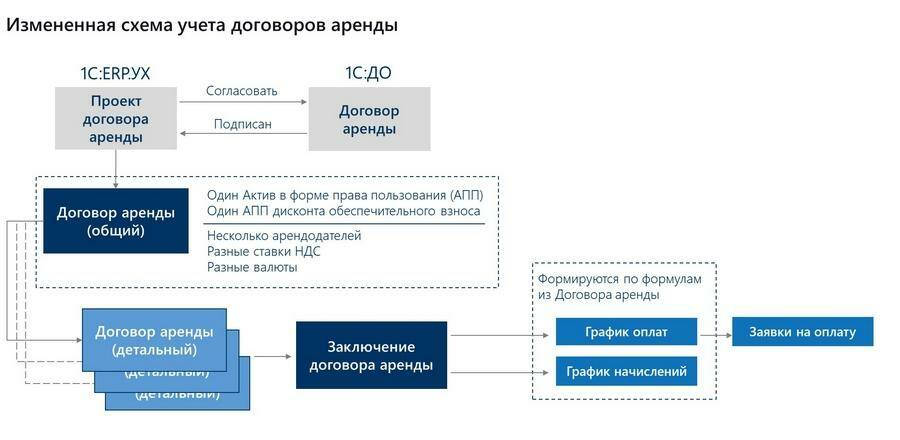 Измененная схема учета договоров аренды
1С:ERP.УХ
1С:ДО
Проект
договора
аренды
Согласовать
Подписан
Договор
аренды
Договор аренды
(общий)
Один Актив в форме права пользования (АПП)
Один АПП дисконта обеспечительного взноса
Несколько арендодателей
Разные ставки НДС
Разные валюты
Договор аренды
(детальный)
(детальный)
(детальный)
Заключение
договора аренды
Формируются по формулам
из Договора аренды
График оплат
График начислений
Заявки на оплату